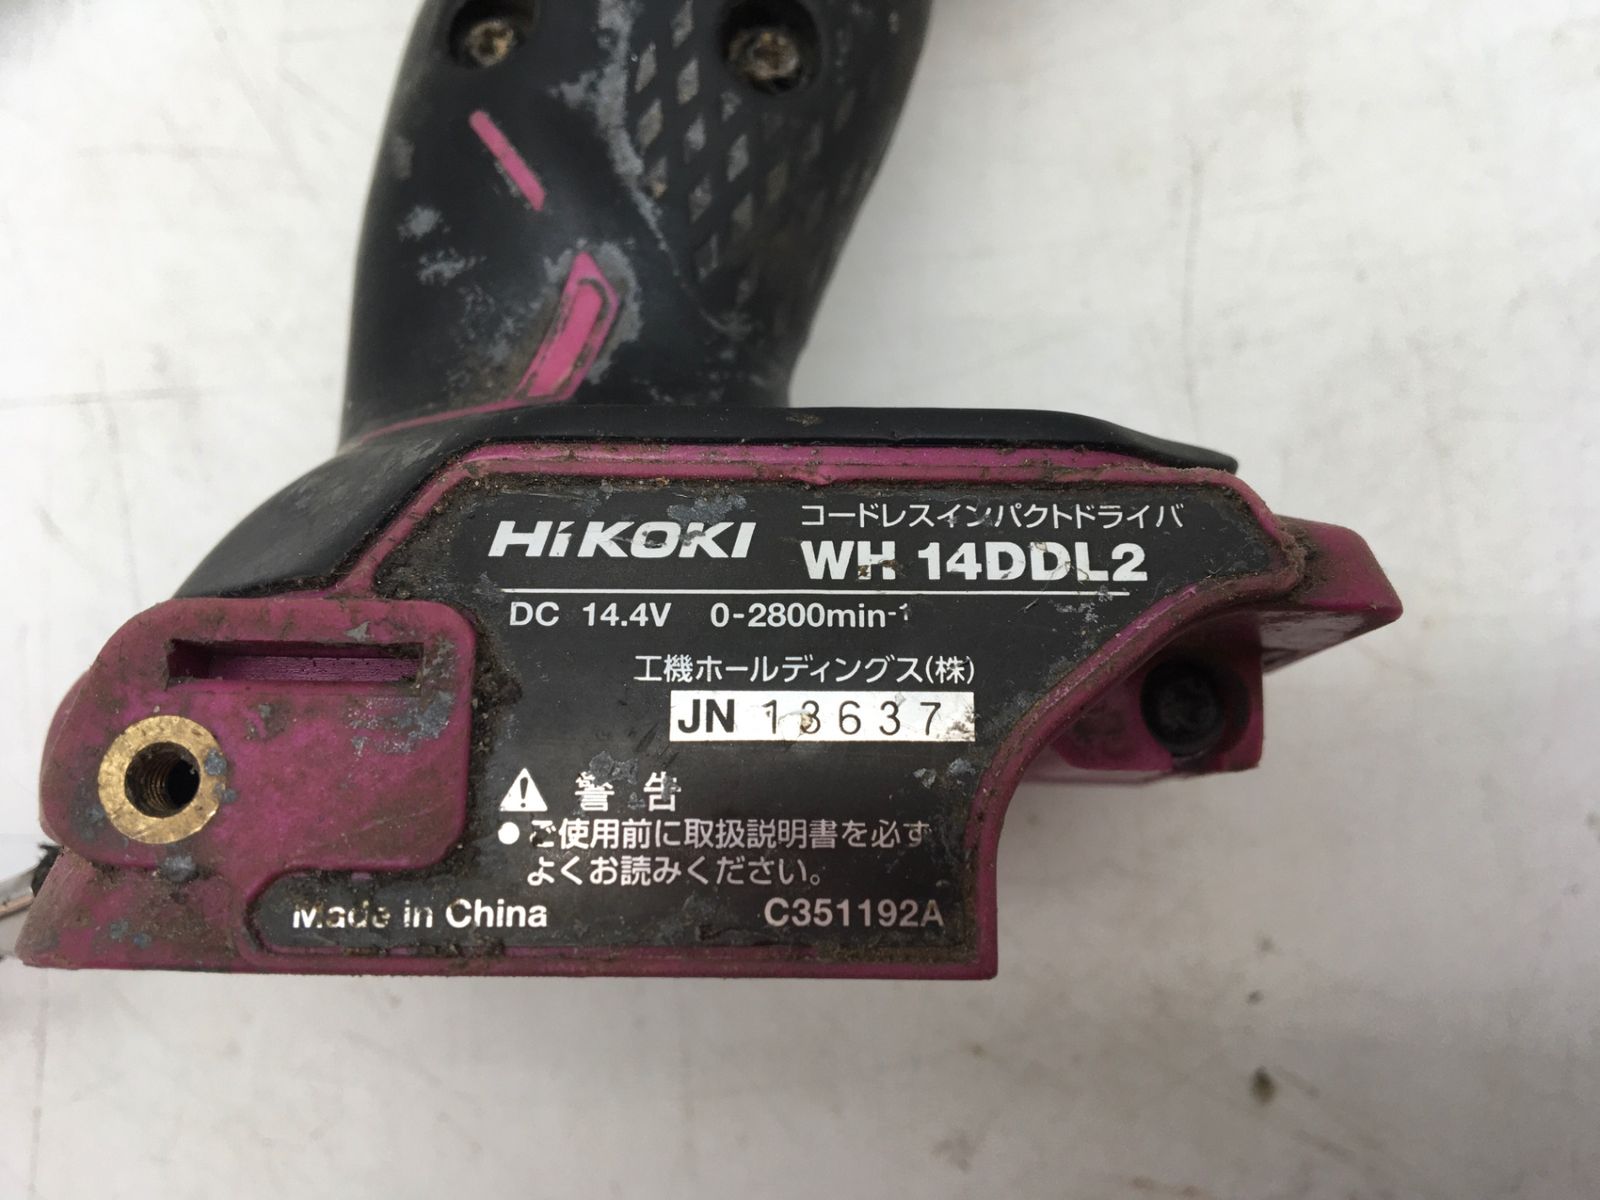 HiKOKI
コードレスインパクトドライバ
WH 14DDL2
DC 14.4V 0-2800min-¹
工機ホールディングス(株)
JN 13637
警告
●ご使用前に取扱説明書を必ず
よくお読みください。
Made in China C351192A